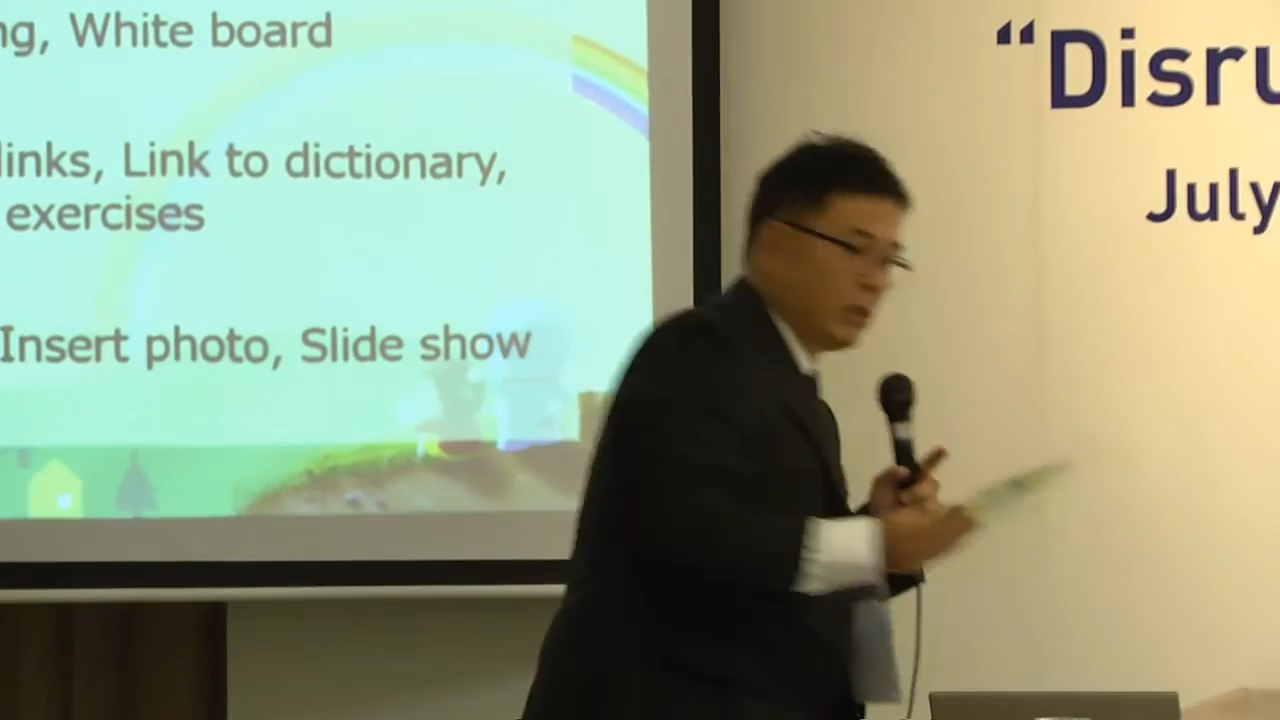 ng, White board
links, Link to dictionary,
exercises
Insert photo, Slide show
“Disru
July